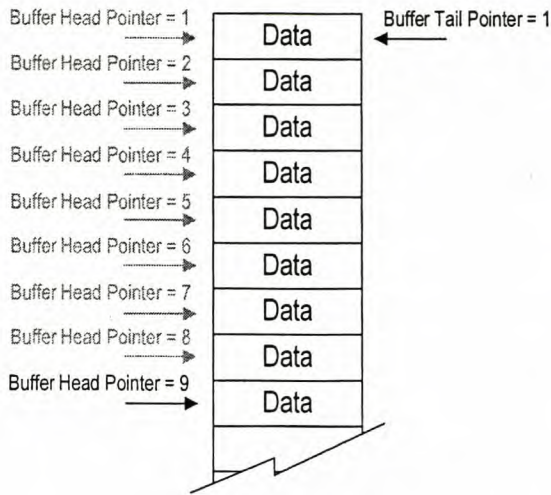 Buffer Head Pointer = 1
Data
Buffer Tail Pointer = 1
Buffer Head Pointer = 2
Data
Buffer Head Pointer = 3
Data
Buffer Head Pointer = 4
Data
Buffer Head Pointer = 5
Data
Buffer Head Pointer = 6
Data
Buffer Head Pointer = 7
Data
Buffer Head Pointer = 8
Data
Buffer Head Pointer = 9
Data